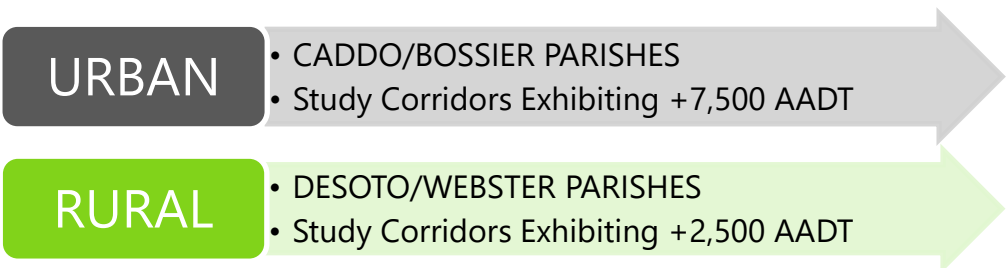 URBAN
• CADDO/BOSSIER PARISHES
• Study Corridors Exhibiting +7,500 AADT
RURAL
• DESOTO/WEBSTER PARISHES
• Study Corridors Exhibiting +2,500 AADT